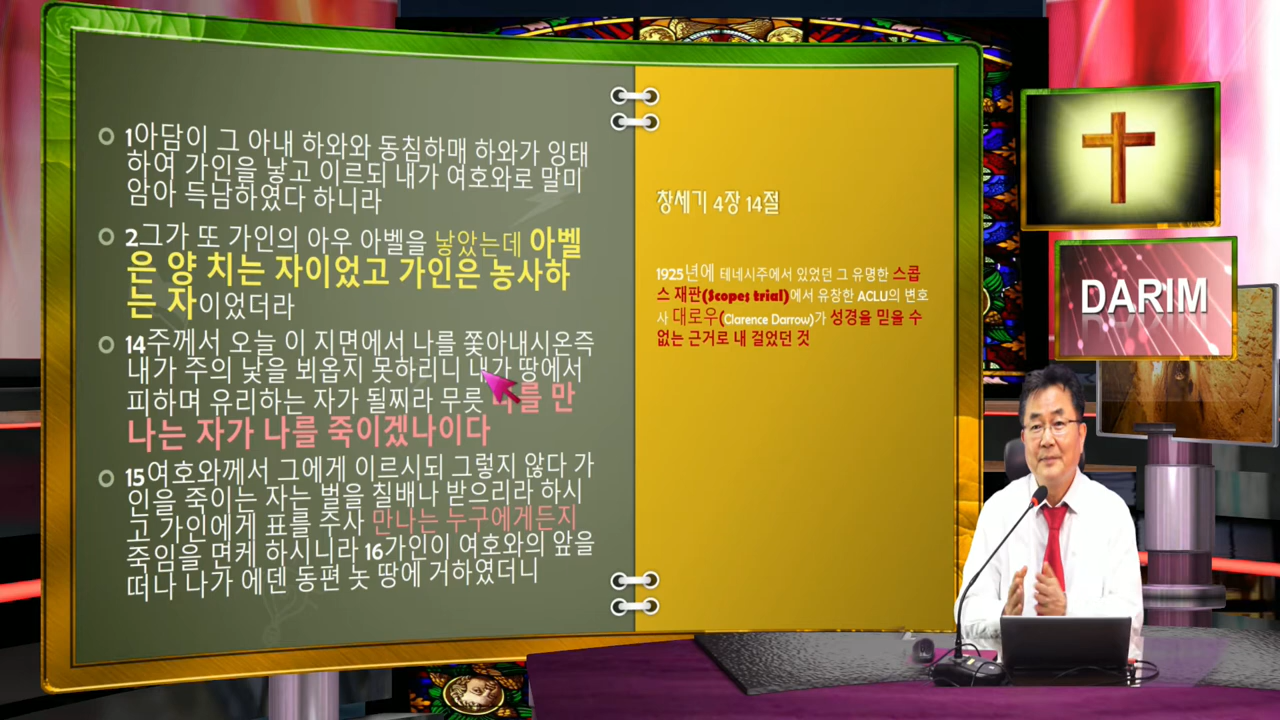 1아담이 그 아내 하와와 동침하매 하와가 잉태
하여 가인을 낳고 이르되 내가 여호와로 말미
암아 득남하였다 하니라
2그가 또 가인의 아우 아벨을 낳았는데 아벨
은 양 치는 자이었고 가인은 농사하
는 자이었더라
14주께서 오늘 이 지면에서 나를 쫓아내시온즉
내가 주의 낯을 뵈옵지 못하리니 내가 땅에서
피하며 유리하는 자가 될찌라 무릇 나를 만
나는 자가 나를 죽이겠나이다
15여호와께서 그에게 이르시되 그렇지 않다 가
인을 죽이는 자는 벌을 칠배나 받으리라 하시
고 가인에게 표를 주사 만나는 누구에게든지
죽임을 면케 하시니라 16가인이 여호와의 앞을
떠나 나가 에덴 동편 놋 땅에 거하였더니
창세기 4장 14절
1925년에 테네시주에서 있었던 그 유명한 스콥
스 재판(Scopes trial)에서 유창한 ACLU의 변호
사 대로우(Clarence Darrow)가 성경을 믿을 수
없는 근거로 내 걸었던 것
DARIM